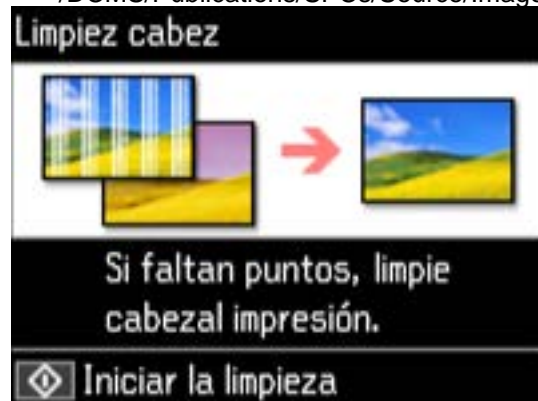 Limpiez cabez
Si faltan puntos, limpie
cabezal impresión.
Iniciar la limpieza